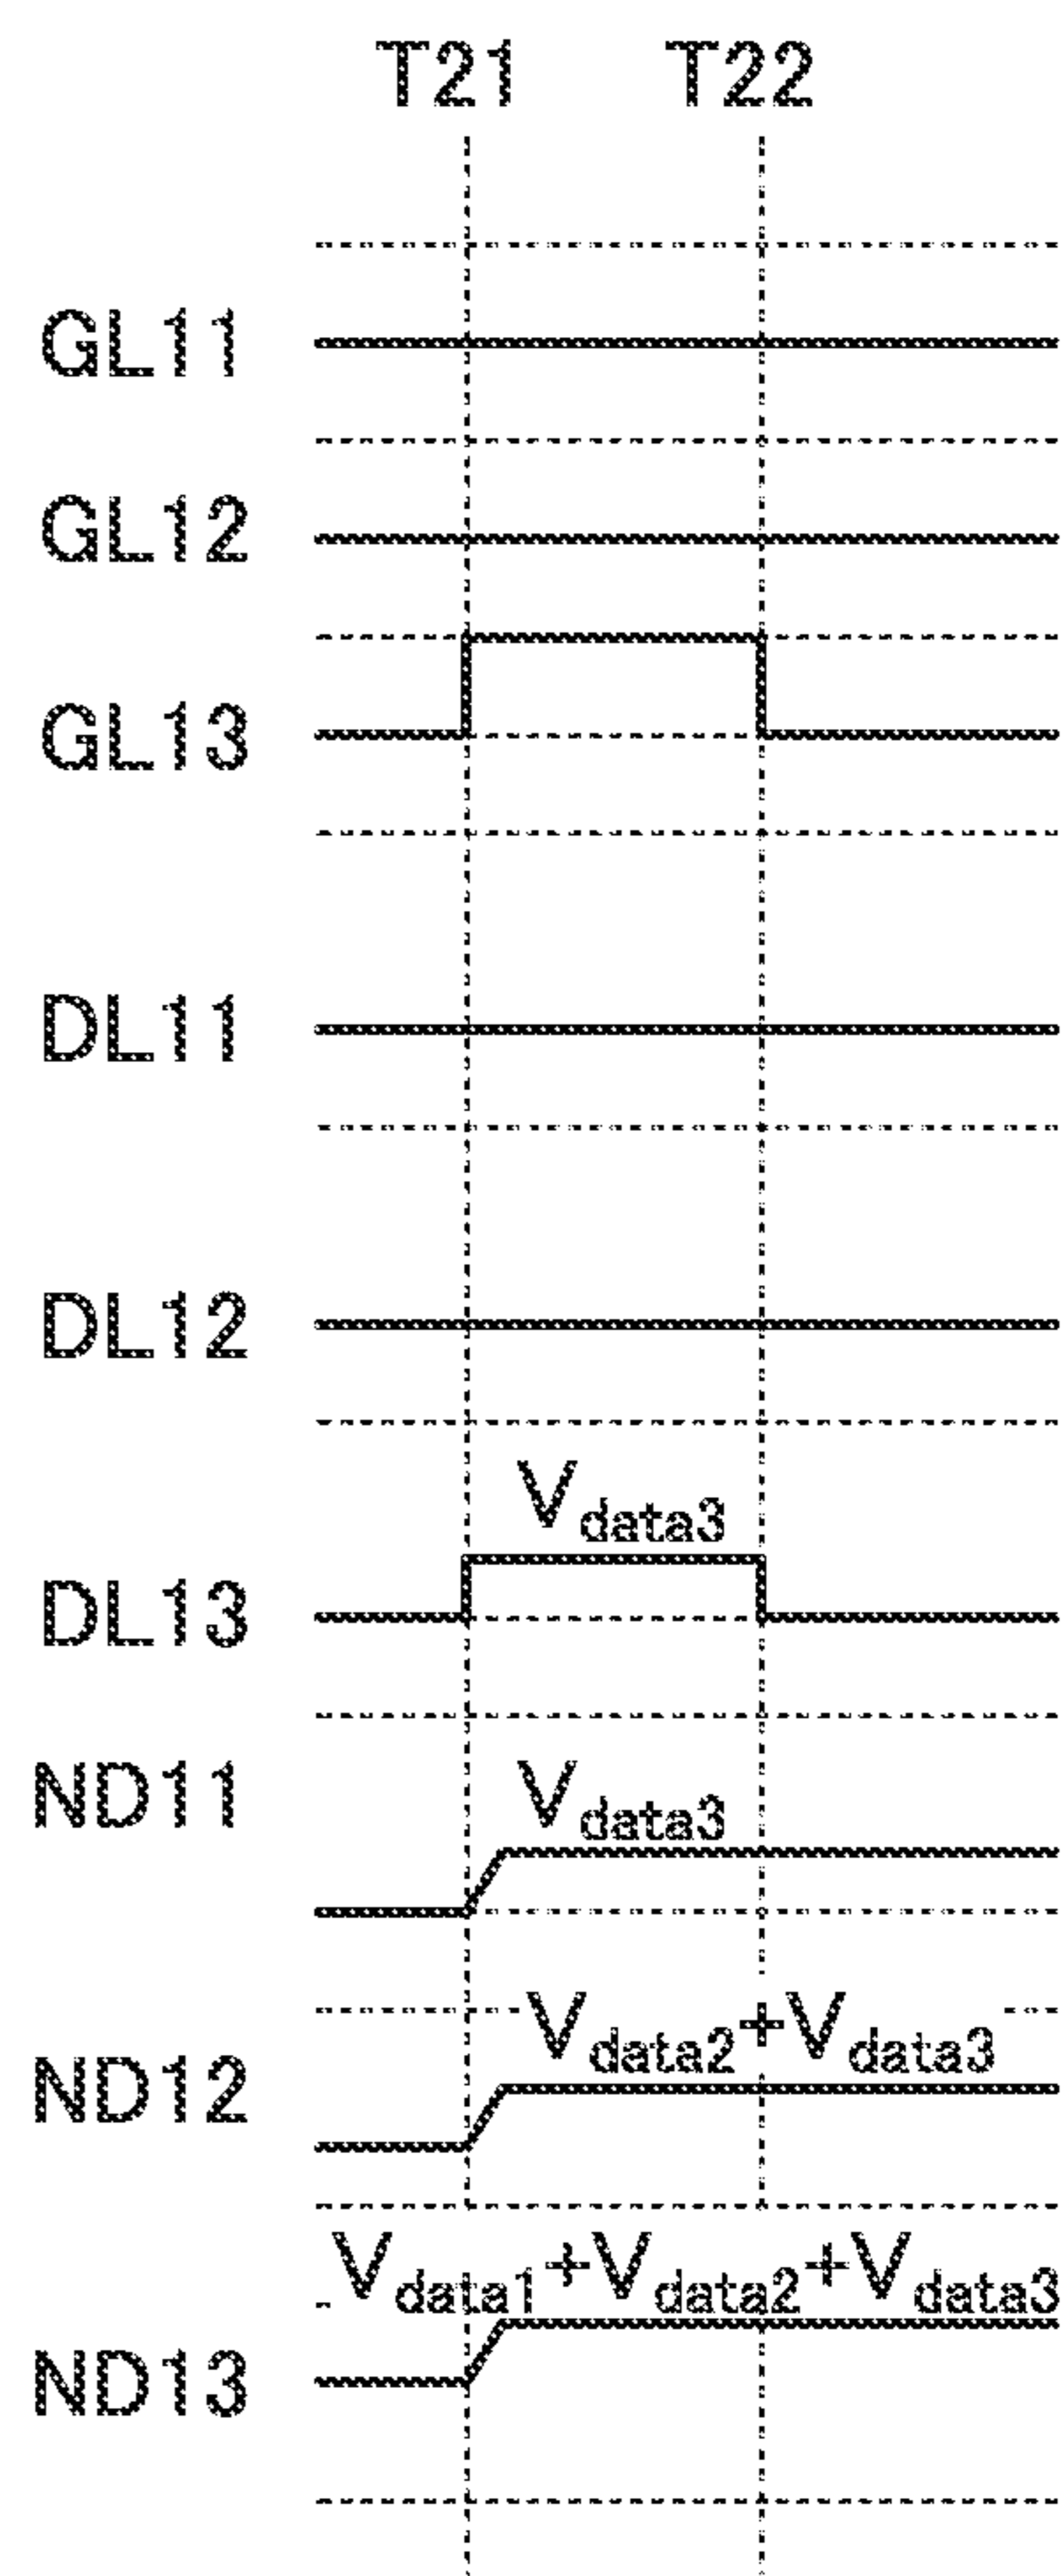 T21 T22
GL11
GL12
GL13
DL11
DL12
Vdata3
DL13
ND11 Vdata3
Vdata2+Vdata3
ND12
Vdata1+Vdata2+Vdata3
ND13